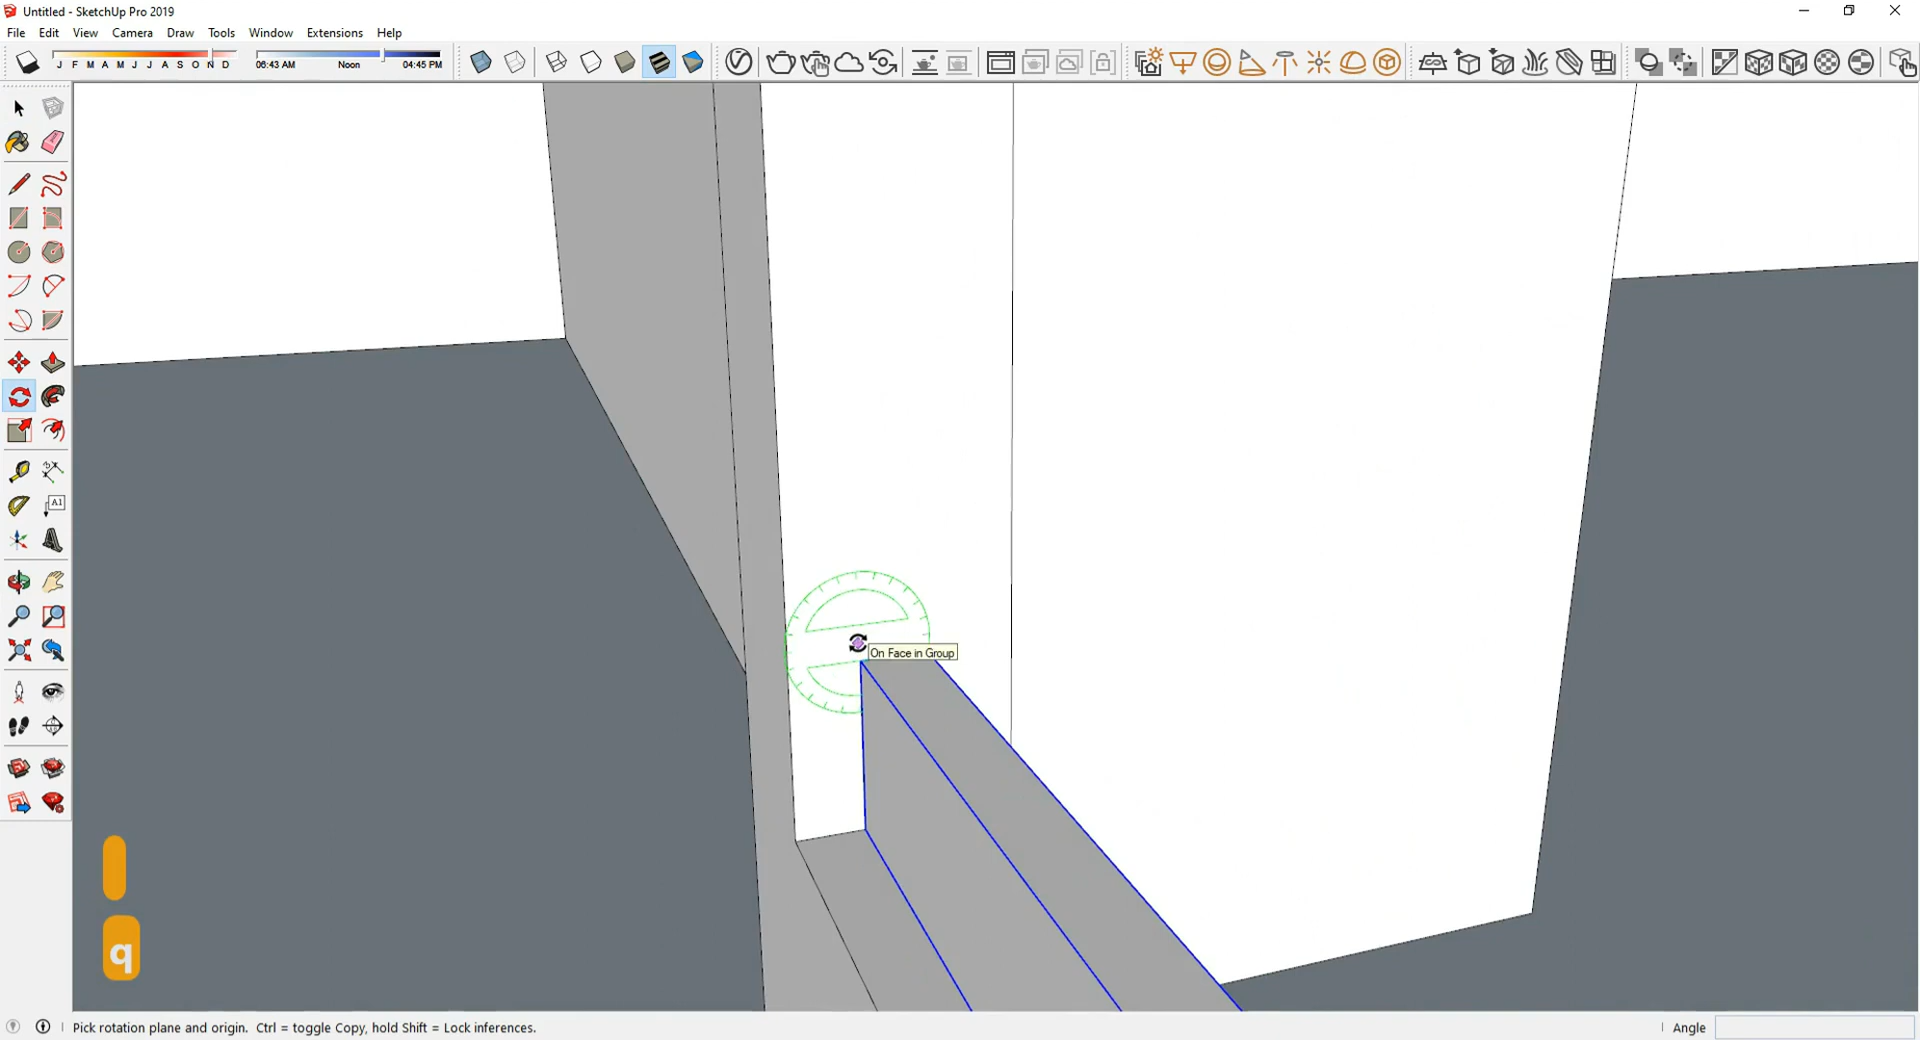 Untitled - SketchUp Pro 2019
File Edit View Camera Draw Tools Window Extensions Help
J F M A M J J A S O N D 06:43 AM Noon 04:45 PM
A1
On Face in Group
q
Pick rotation plane and origin. Ctrl = toggle Copy, hold Shift = Lock inferences. Angle